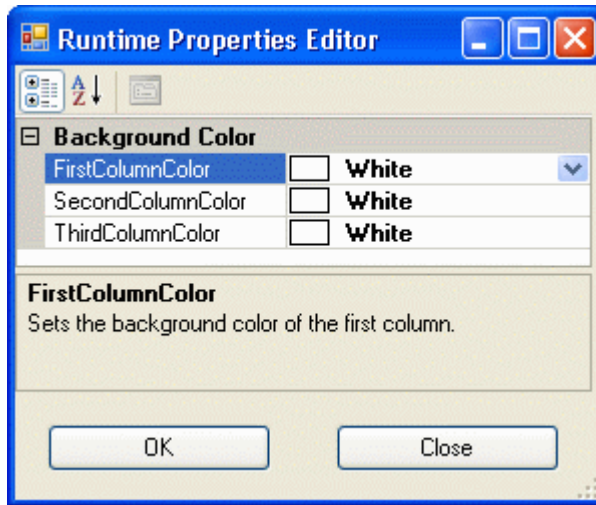 Runtime Properties Editor
A Z
Background Color
FirstColumnColor White
SecondColumnColor White
ThirdColumnColor White
FirstColumnColor
Sets the background color of the first column.
OK Close